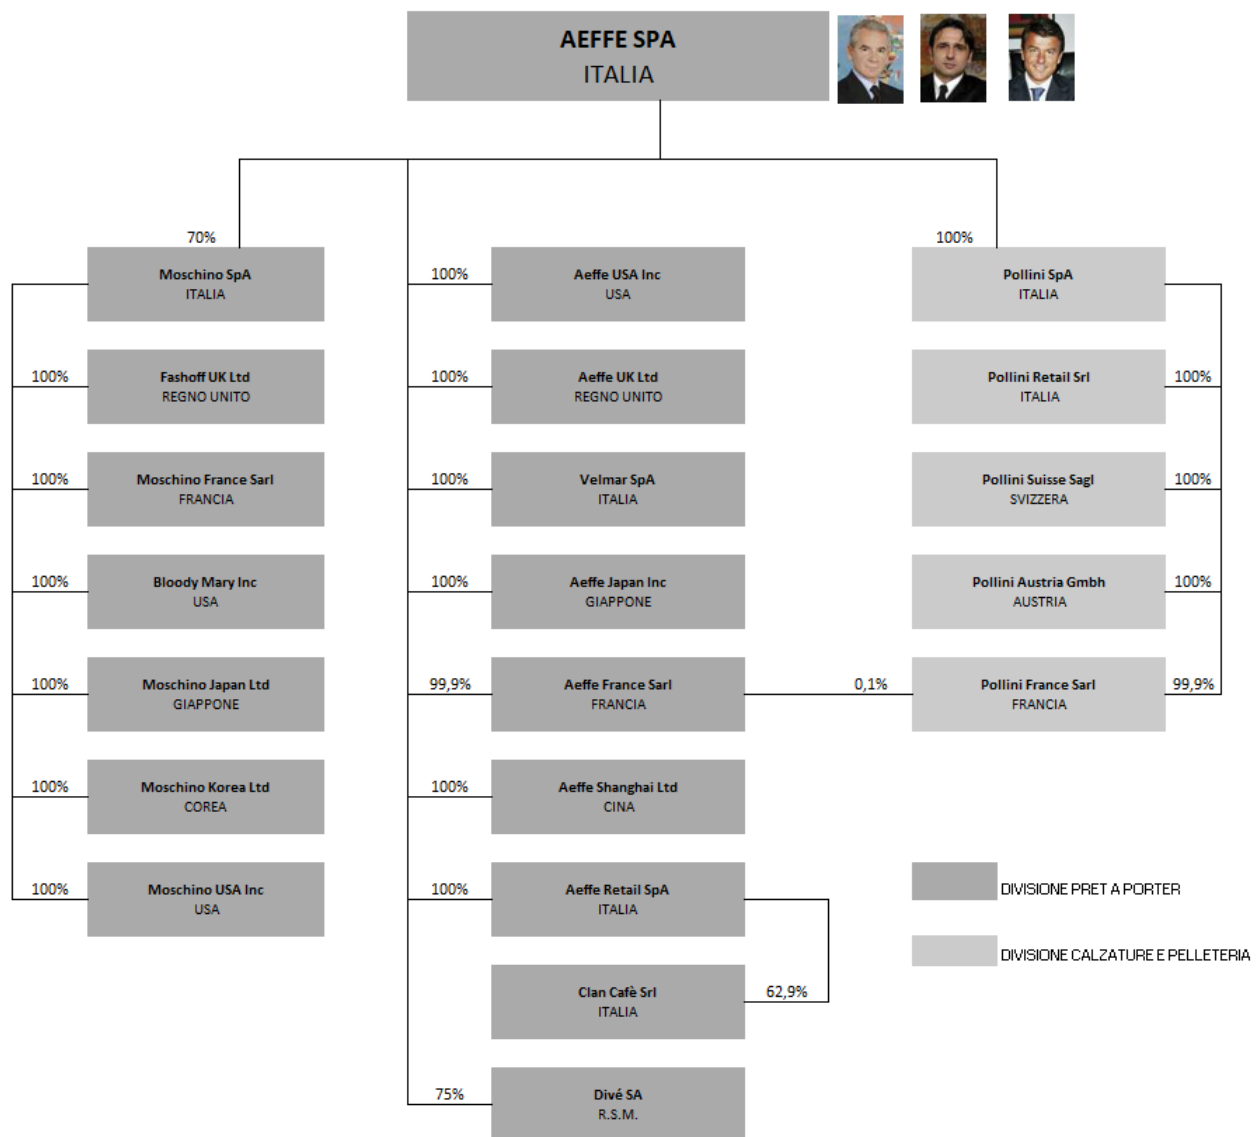 AEFFE SPA
ITALIA
70%
100%
Moschino SpA
ITALIA
100%
Aeffe USA Inc
USA
Pollini SpA
ITALIA
100%
Fashoff UK Ltd
REGNO UNITO
100%
Aeffe UK Ltd
REGNO UNITO
Pollini Retail Srl
ITALIA
100%
100%
Moschino France Sarl
FRANCIA
100%
Velmar SpA
ITALIA
Pollini Suisse Sagl
SVIZZERA
100%
100%
Bloody Mary Inc
USA
100%
Aeffe Japan Inc
GIAPPONE
Pollini Austria Gmbh
AUSTRIA
100%
100%
Moschino Japan Ltd
GIAPPONE
99,9%
Aeffe France Sarl
FRANCIA
0,1%
Pollini France Sarl
FRANCIA
99,9%
100%
Moschino Korea Ltd
COREA
100%
Aeffe Shanghai Ltd
CINA
100%
Moschino USA Inc
USA
100%
Aeffe Retail SpA
ITALIA
DIVISIONE PRET A PORTER
DIVISIONE CALZATURE E PELLETERIA
Clan Cafè Srl
ITALIA
62,9%
75%
Divé SA
R.S.M.